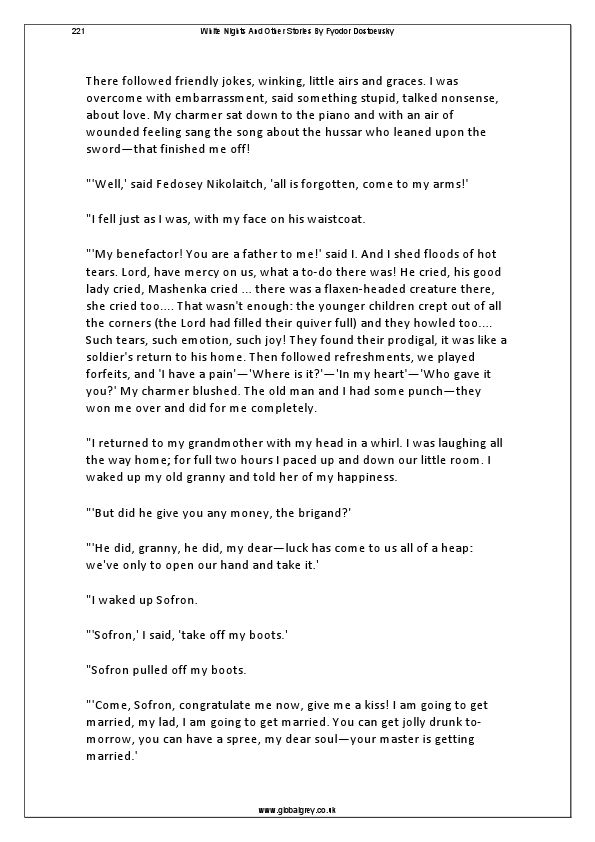 221 White Nights And Other Stories By Fyodor Dostoevsky
There followed friendly jokes, winking, little airs and graces. I was
overcome with embarrassment, said something stupid, talked nonsense,
about love. My charmer sat down to the piano and with an air of
wounded feeling sang the song about the hussar who leaned upon the
sword—that finished me off!
"'Well,' said Fedosey Nikolaitch, 'all is forgotten, come to my arms!'
"I fell just as I was, with my face on his waistcoat.
"'My benefactor! You are a father to me!' said I. And I shed floods of hot
tears. Lord, have mercy on us, what a to-do there was! He cried, his good
lady cried, Mashenka cried ... there was a flaxen-headed creature there,
she cried too.... That wasn't enough: the younger children crept out of all
the corners (the Lord had filled their quiver full) and they howled too....
Such tears, such emotion, such joy! They found their prodigal, it was like a
soldier's return to his home. Then followed refreshments, we played
forfeits, and 'I have a pain'—'Where is it?'—'In my heart'—'Who gave it
you?' My charmer blushed. The old man and I had some punch—they
won me over and did for me completely.
"I returned to my grandmother with my head in a whirl. I was laughing all
the way home; for full two hours I paced up and down our little room. I
waked up my old granny and told her of my happiness.
"'But did he give you any money, the brigand?'
"'He did, granny, he did, my dear—luck has come to us all of a heap:
we've only to open our hand and take it.'
"I waked up Sofron.
"'Sofron,' I said, 'take off my boots.'
"Sofron pulled off my boots.
"'Come, Sofron, congratulate me now, give me a kiss! I am going to get
married, my lad, I am going to get married. You can get jolly drunk to-
morrow, you can have a spree, my dear soul—your master is getting
married.'
www.globalgrey.co.uk